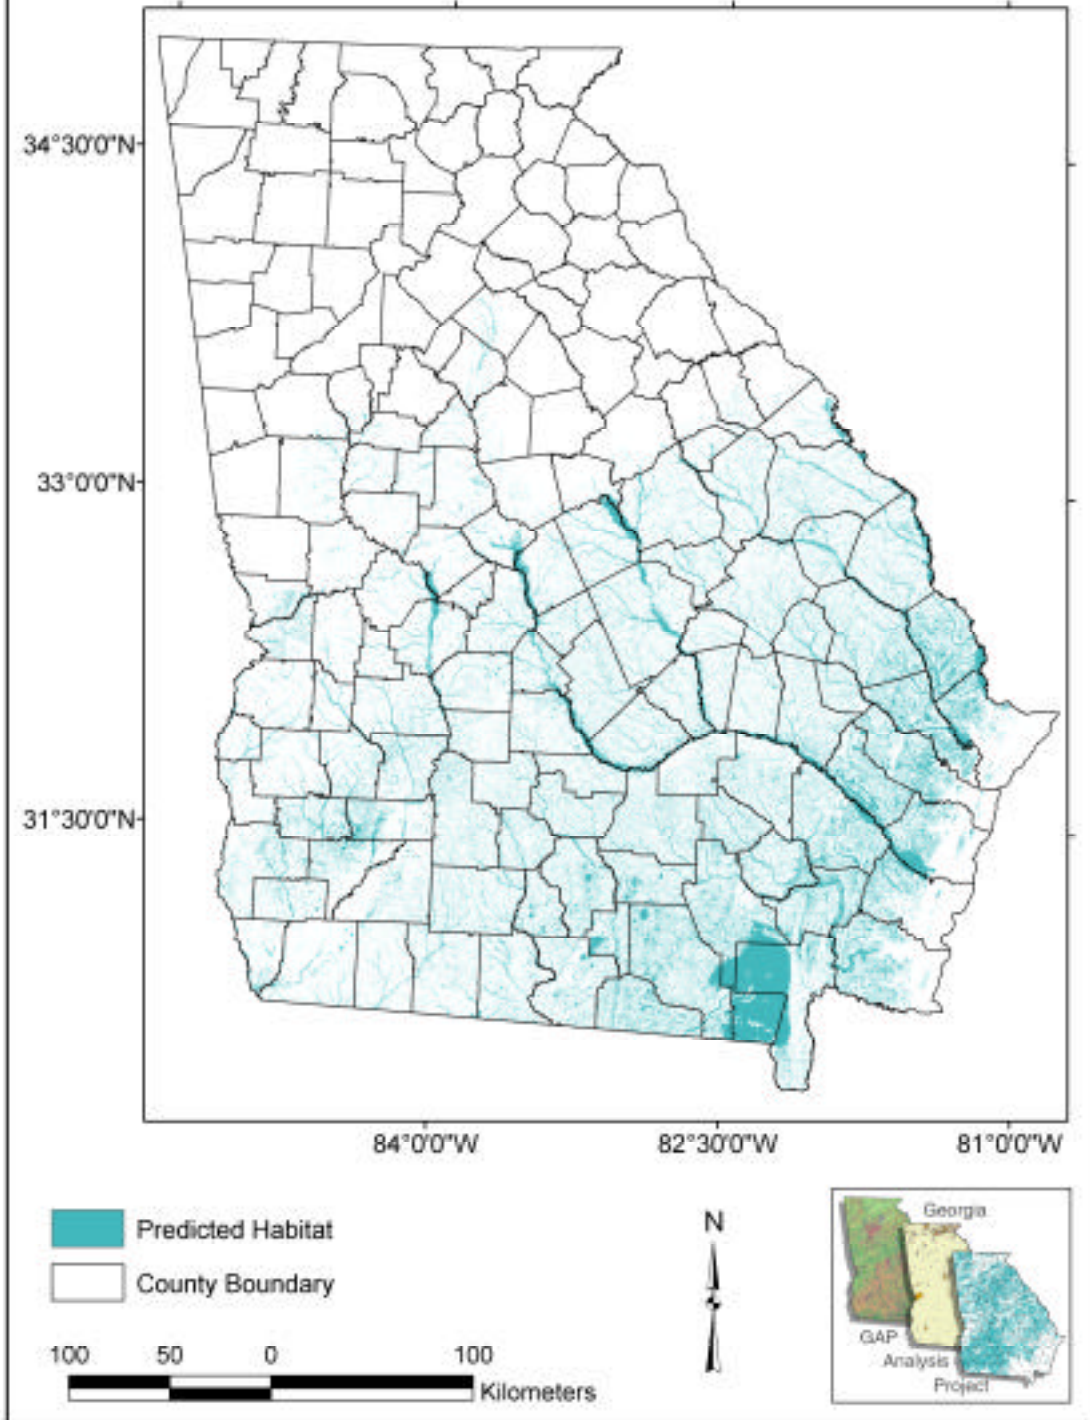 34°30'0"N
33°0'0"N
31°30'0"N
84°0'0"W 82°30'0"W 81°0'0"W
Predicted Habitat
County Boundary
N
100 50 0 100
Kilometers
Georgia
GAP
Analysis
Project